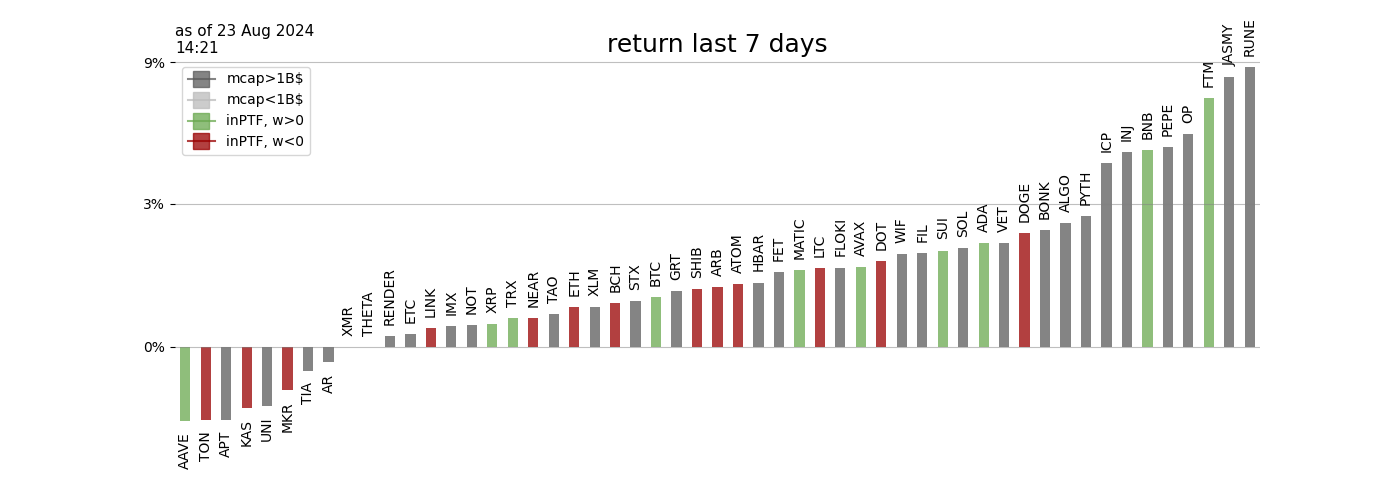 as of 23 Aug 2024
14:21
return last 7 days
9%
3%
0%
mcap>1B$
mcap<1B$
inPTF, w>0
inPTF, w<0
AAVE
TON
APT
KAS
UNI
MKR
TIA
AR
XMR
THETA
RENDER
ETC
LINK
IMX
NOT
XRP
TRX
NEAR
TAO
ETH
XLM
BCH
STX
BTC
GRT
SHIB
ARB
ATOM
HBAR
FET
MATIC
LTC
FLOKI
AVAX
DOT
WIF
FIL
SUI
SOL
ADA
VET
DOGE
BONK
ALGO
PYTH
ICP
INJ
BNB
PEPE
OP
FTM
JASMY
RUNE